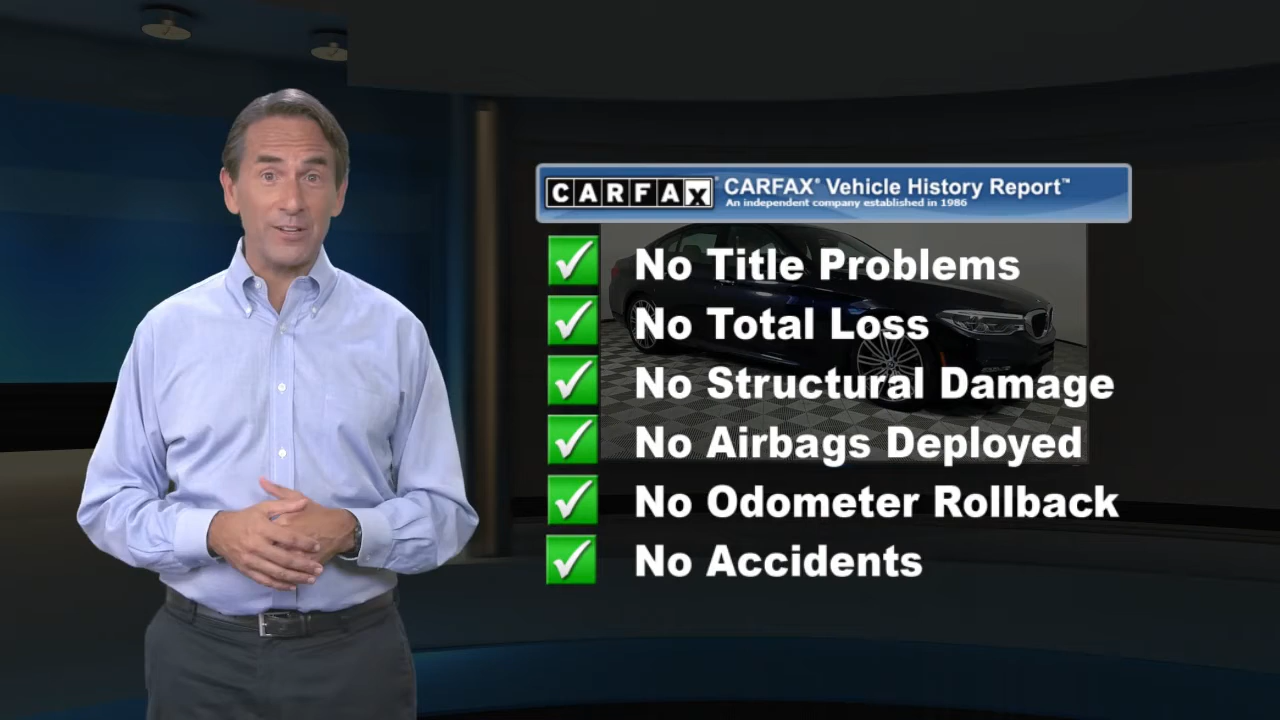 CARFAX® CARFAX® Vehicle History Report™
An independent company established in 1986
No Title Problems
No Total Loss
No Structural Damage
No Airbags Deployed
No Odometer Rollback
No Accidents